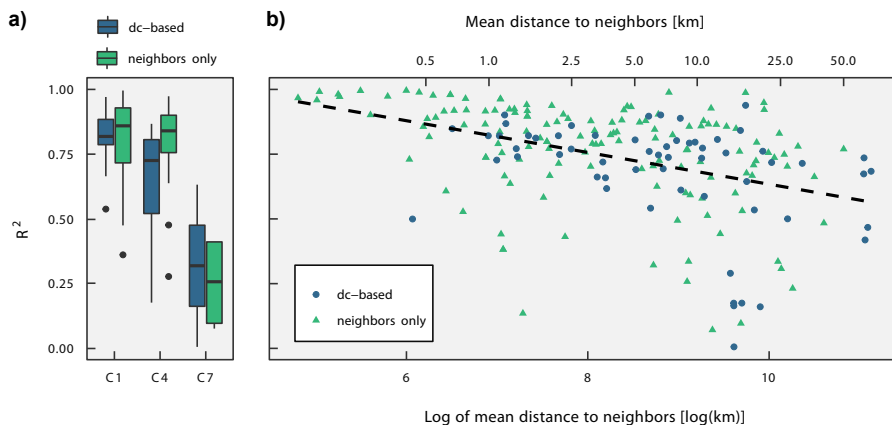 a)
dc–based
neighbors only
R²
1.00
0.75
0.50
0.25
0.00
C1 C4 C7
b)
Mean distance to neighbors [km]
0.5 1.0 2.5 5.0 10.0 25.0 50.0
dc–based
neighbors only
6 8 10
Log of mean distance to neighbors [log(km)]